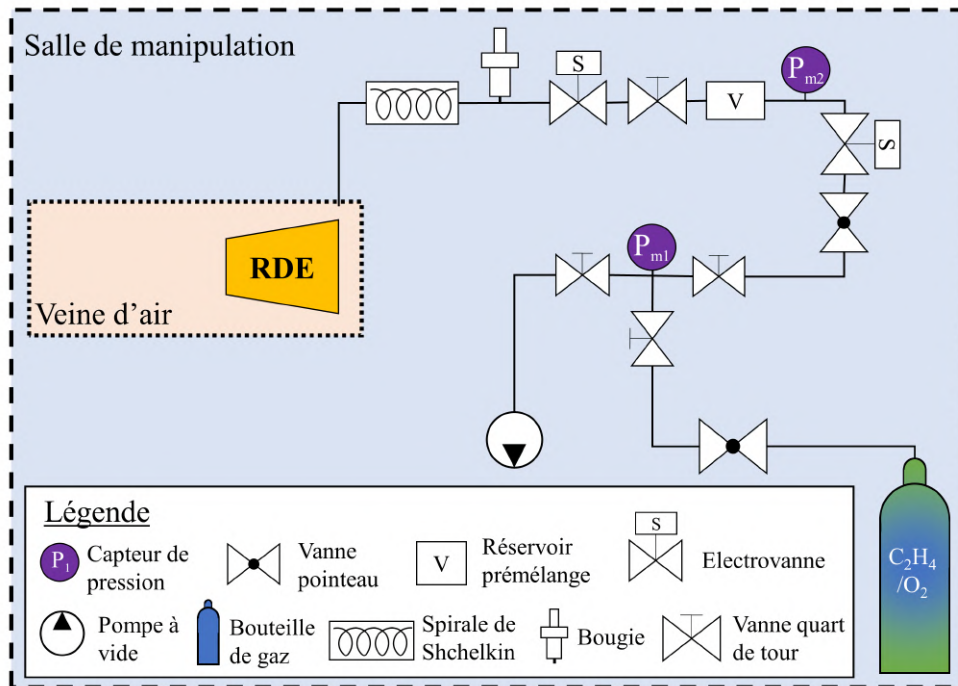 Salle de manipulation
S
V
Pm2
S
Pm1
RDE
Veine d’air
C₂H₄
/O₂
Légende
P₁
Capteur de
pression
Vanne
pointeau
V
Réservoir
prémélange
S
Electrovanne
Pompe à
vide
Bouteille
de gaz
Spirale de
Shchelkin
Bougie
Vanne quart
de tour